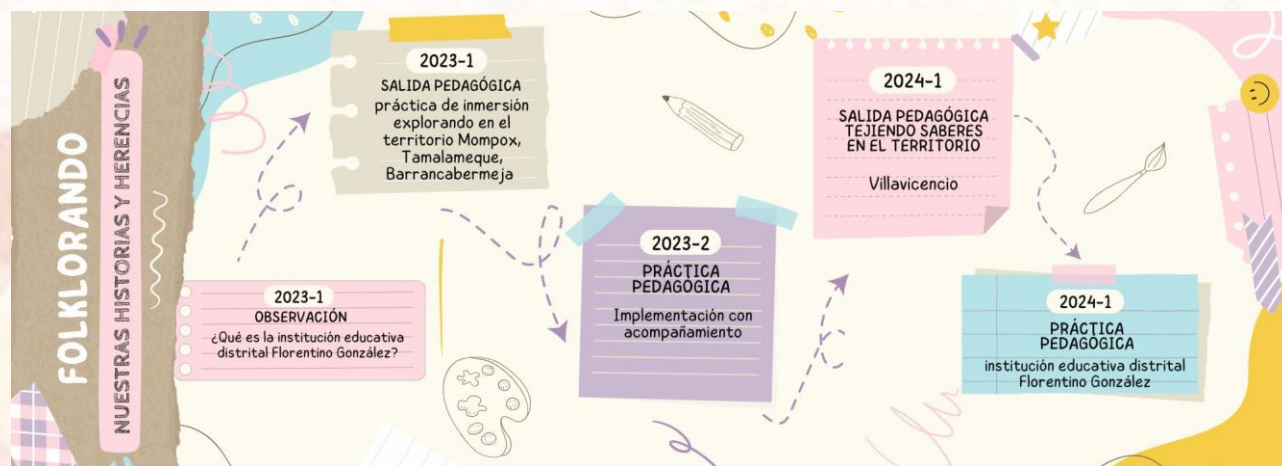 FOLKLORANDO
NUESTRAS HISTORIAS Y HERENCIAS
2023-1
OBSERVACIÓN
¿Qué es la institución educativa
distrital Florentino González?
2023-1
SALIDA PEDAGÓGICA
práctica de inmersión
explorando en el
territorio Mompox,
Tamalameque,
Barrancabermeja
2023-2
PRÁCTICA
PEDAGÓGICA
Implementación con
acompañamiento
2024-1
SALIDA PEDAGÓGICA
TEJIENDO SABERES
EN EL TERRITORIO
Villavicencio
2024-1
PRÁCTICA
PEDAGÓGICA
institución educativa distrital
Florentino González